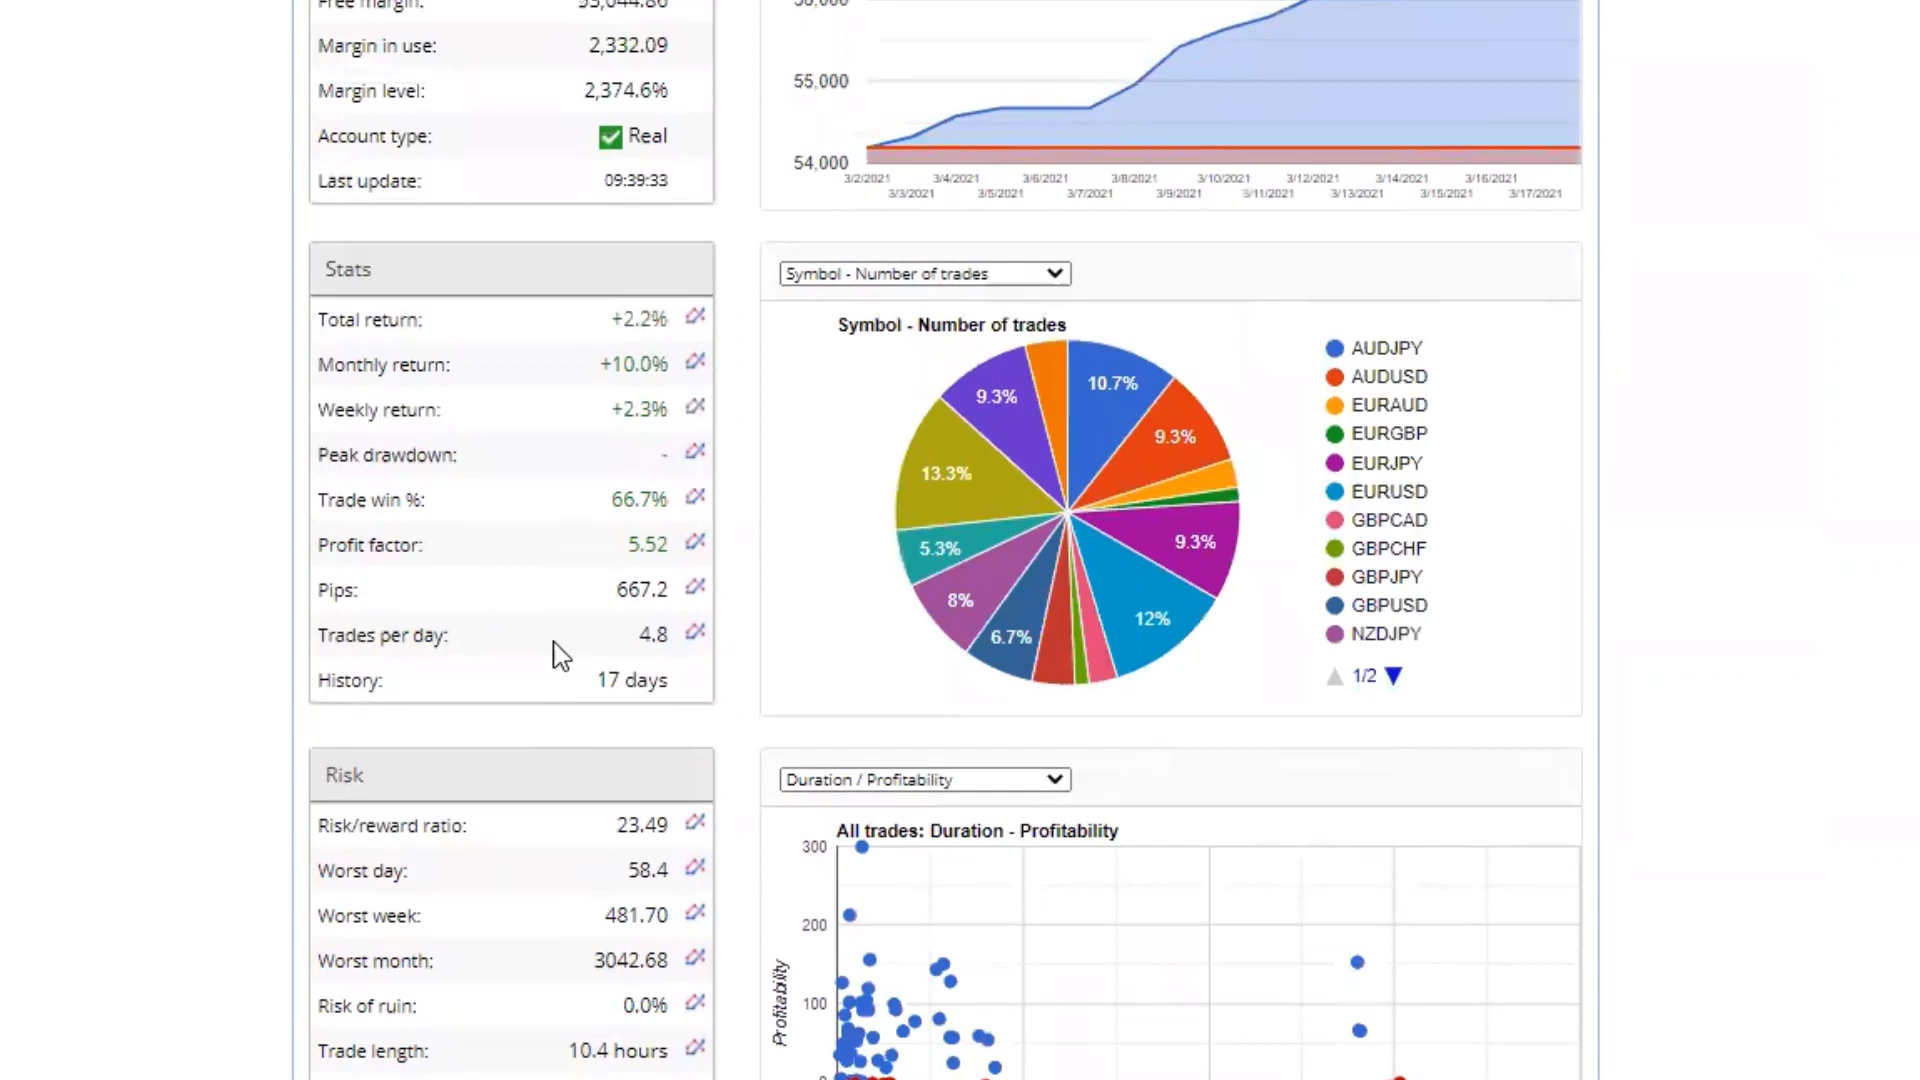 Free margin: 53,044.86
Margin in use: 2,332.09
Margin level: 2,374.6%
Account type: Real
Last update: 09:39:33
55,000
54,000
3/2/2021 3/4/2021 3/6/2021 3/8/2021 3/10/2021 3/12/2021 3/14/2021 3/16/2021
3/3/2021 3/5/2021 3/7/2021 3/9/2021 3/11/2021 3/13/2021 3/15/2021 3/17/2021
Stats
Total return: +2.2%
Monthly return: +10.0%
Weekly return: +2.3%
Peak drawdown: -
Trade win %: 66.7%
Profit factor: 5.52
Pips: 667.2
Trades per day: 4.8
History: 17 days
Symbol - Number of trades
Symbol - Number of trades
10.7%
9.3%
9.3%
12%
6.7%
8%
5.3%
13.3%
9.3%
AUDJPY
AUDUSD
EURAUD
EURGBP
EURJPY
EURUSD
GBPCAD
GBPCHF
GBPJPY
GBPUSD
NZDJPY
1/2
Risk
Risk/reward ratio: 23.49
Worst day: 58.4
Worst week: 481.70
Worst month: 3042.68
Risk of ruin: 0.0%
Trade length: 10.4 hours
Duration / Profitability
All trades: Duration - Profitability
300
200
100
Profitability